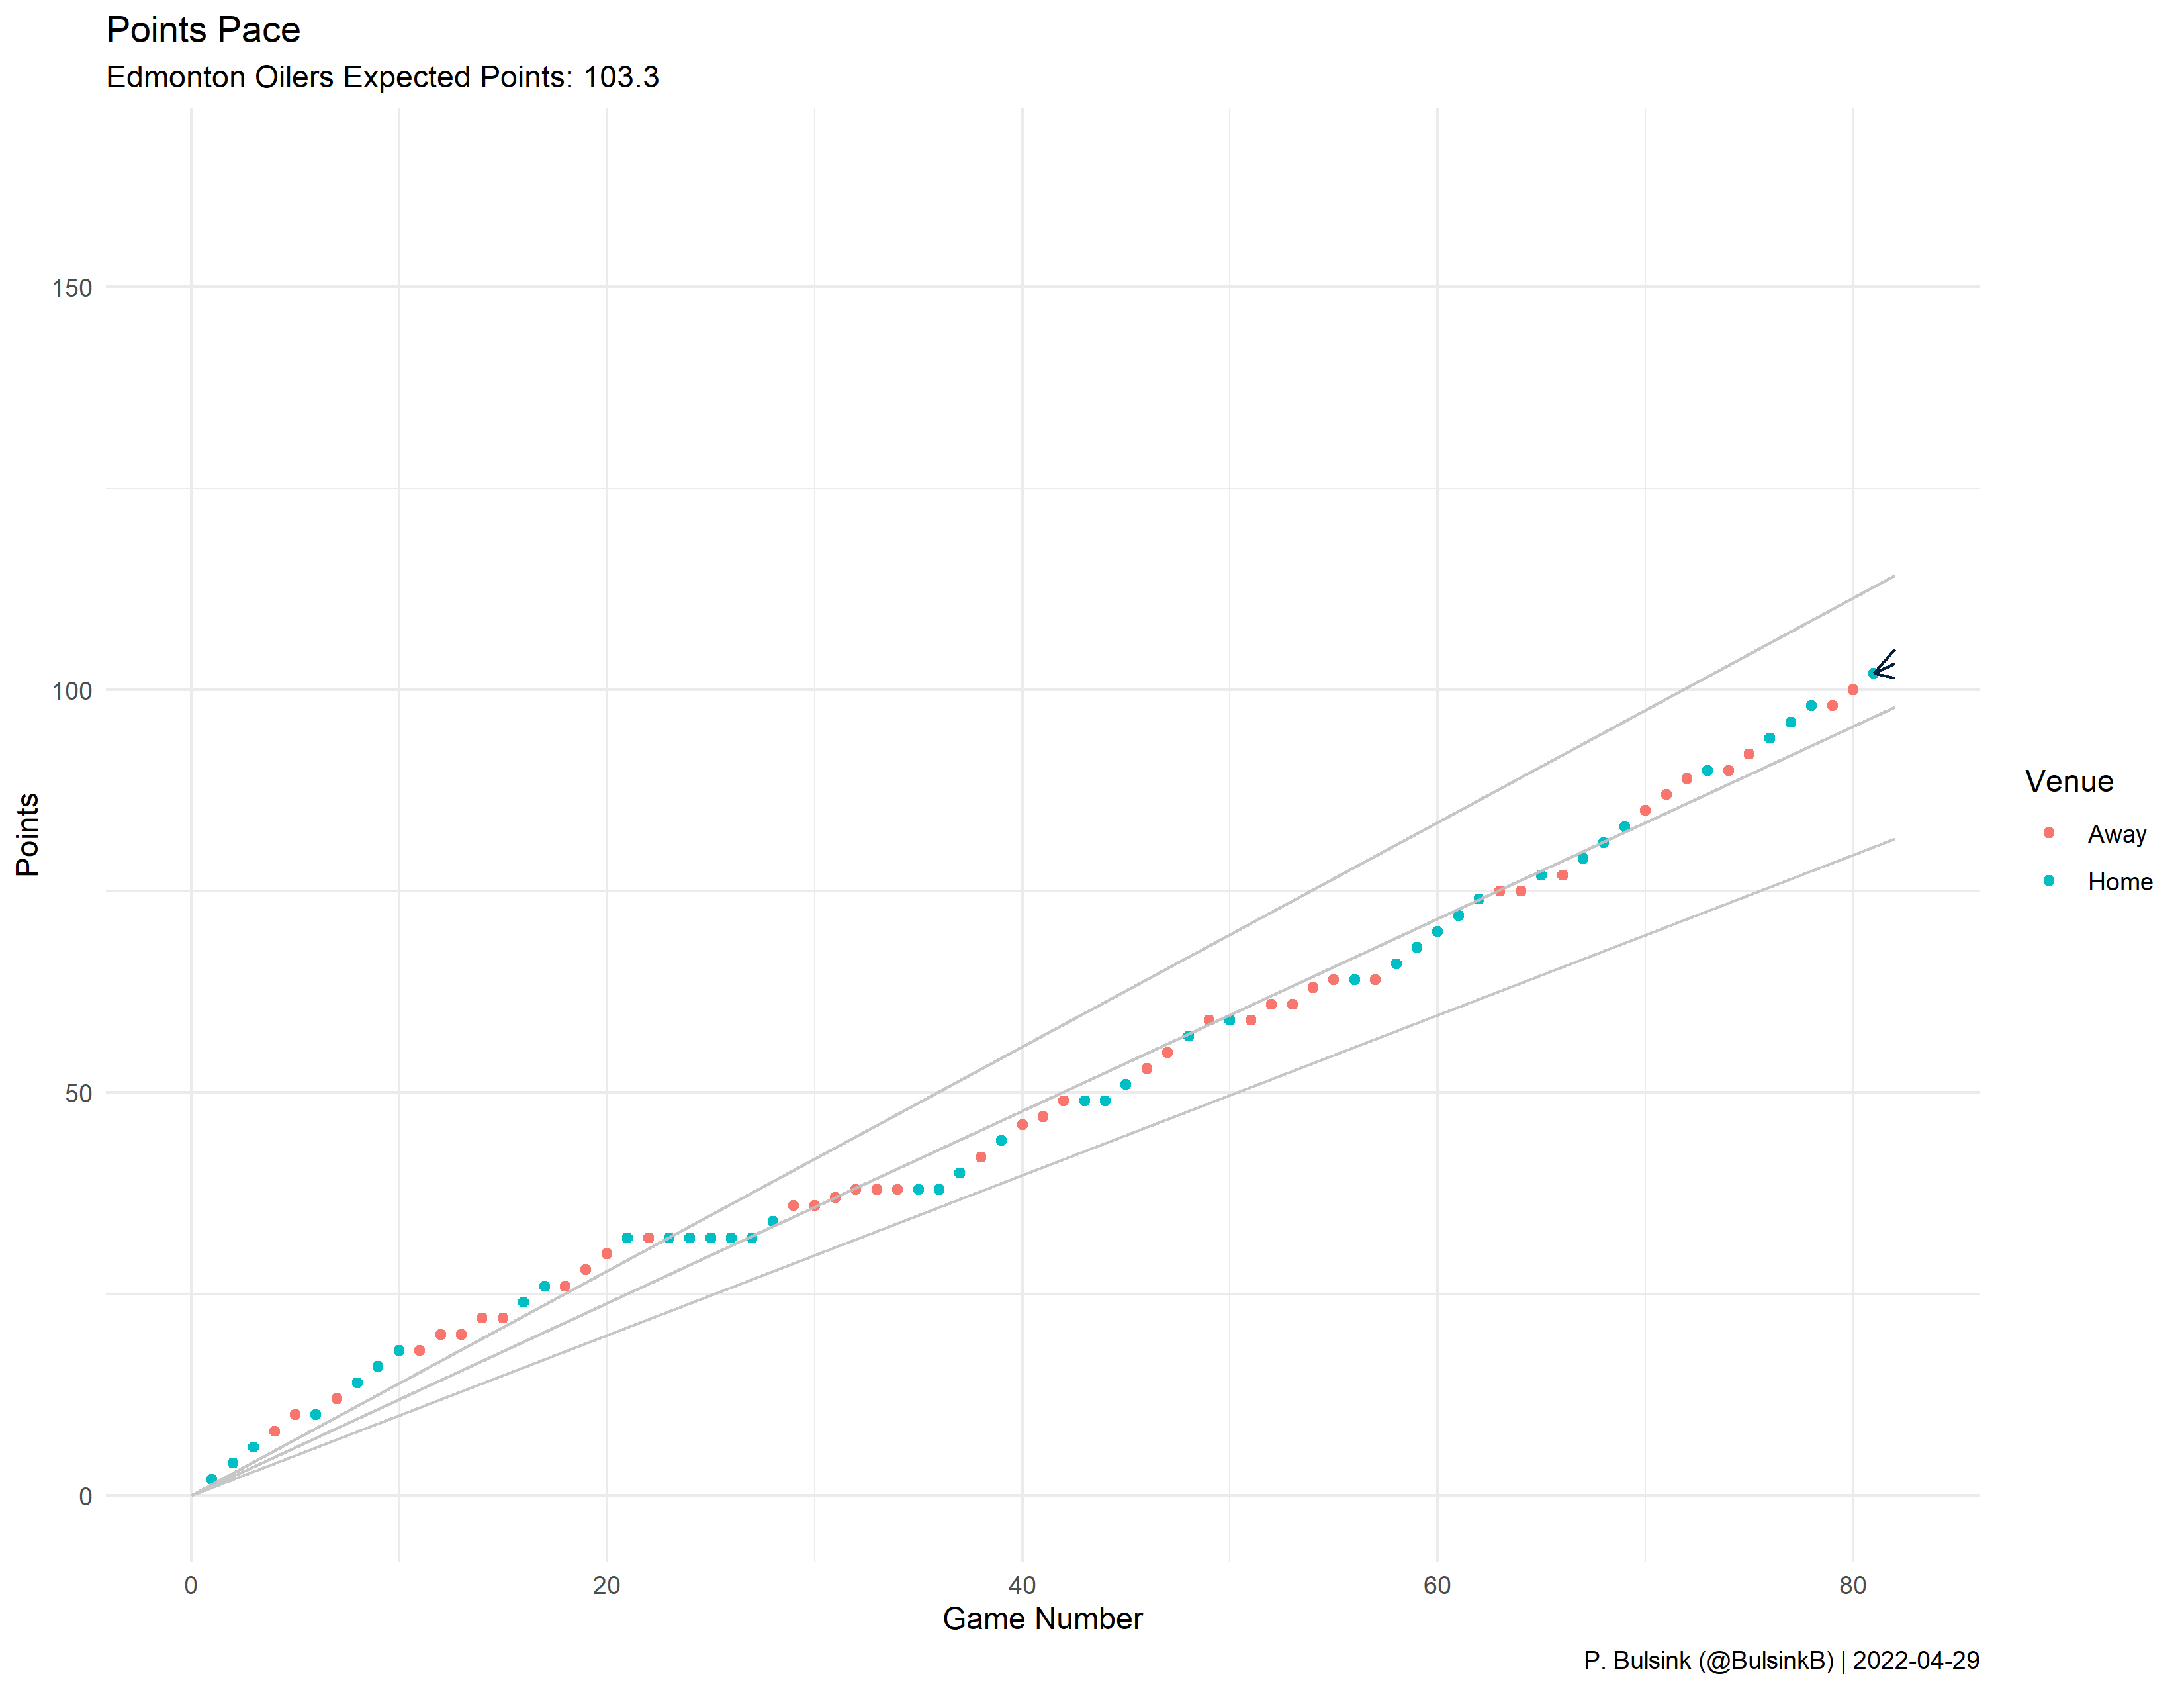 Points Pace
Edmonton Oilers Expected Points: 103.3
150
100
50
0
Points
0 20 40 60 80
Game Number
Venue
Away
Home
P. Bulsink (@BulsinkB) | 2022-04-29